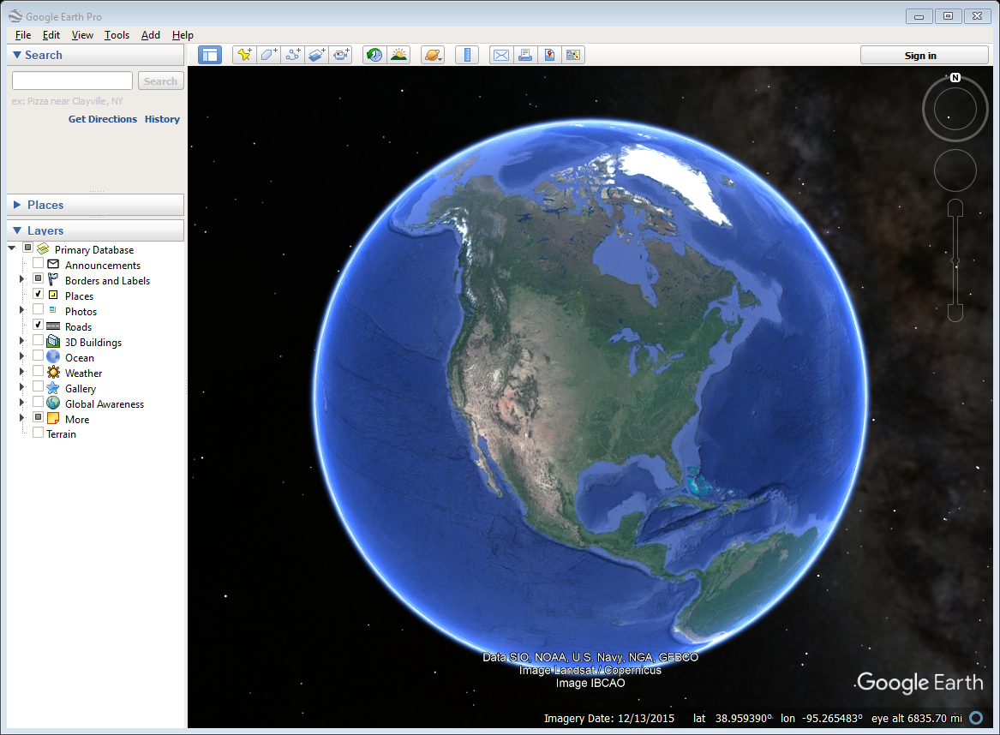 Google Earth Pro
File Edit View Tools Add Help
Search
Search
ex: Pizza near Clayville, NY
Get Directions History
Places
Layers
Primary Database
Announcements
Borders and Labels
Places
Photos
Roads
3D Buildings
Ocean
Weather
Gallery
Global Awareness
More
Terrain
Sign in
N
Data SIO, NOAA, U.S. Navy, NGA, GEBCO
Image Landsat / Copernicus
Image IBCAO
Google Earth
Imagery Date: 12/13/2015 lat 38.959390° lon -95.265483° eye alt 6835.70 mi